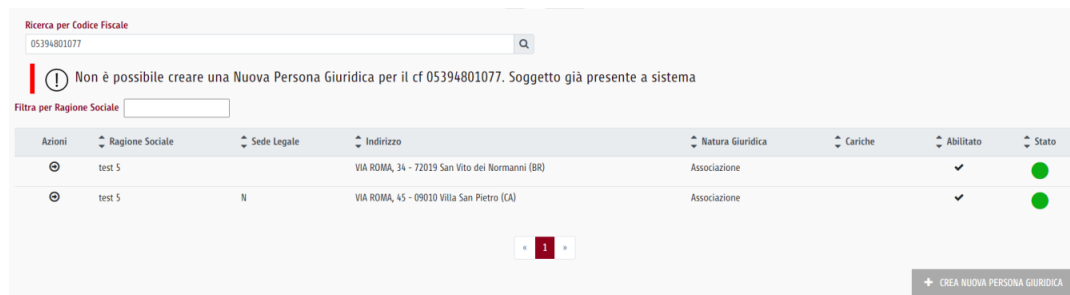 Ricerca per Codice Fiscale
05394801077
Non è possibile creare una Nuova Persona Giuridica per il cf 05394801077. Soggetto già presente a sistema
Filtra per Ragione Sociale
Azioni Ragione Sociale Sede Legale Indirizzo Natura Giuridica Cariche Abilitato Stato
test 5 VIA ROMA, 34 - 72019 San Vito dei Normanni (BR) Associazione
test 5 N VIA ROMA, 45 - 09010 Villa San Pietro (CA) Associazione
« 1 »
+ CREA NUOVA PERSONA GIURIDICA